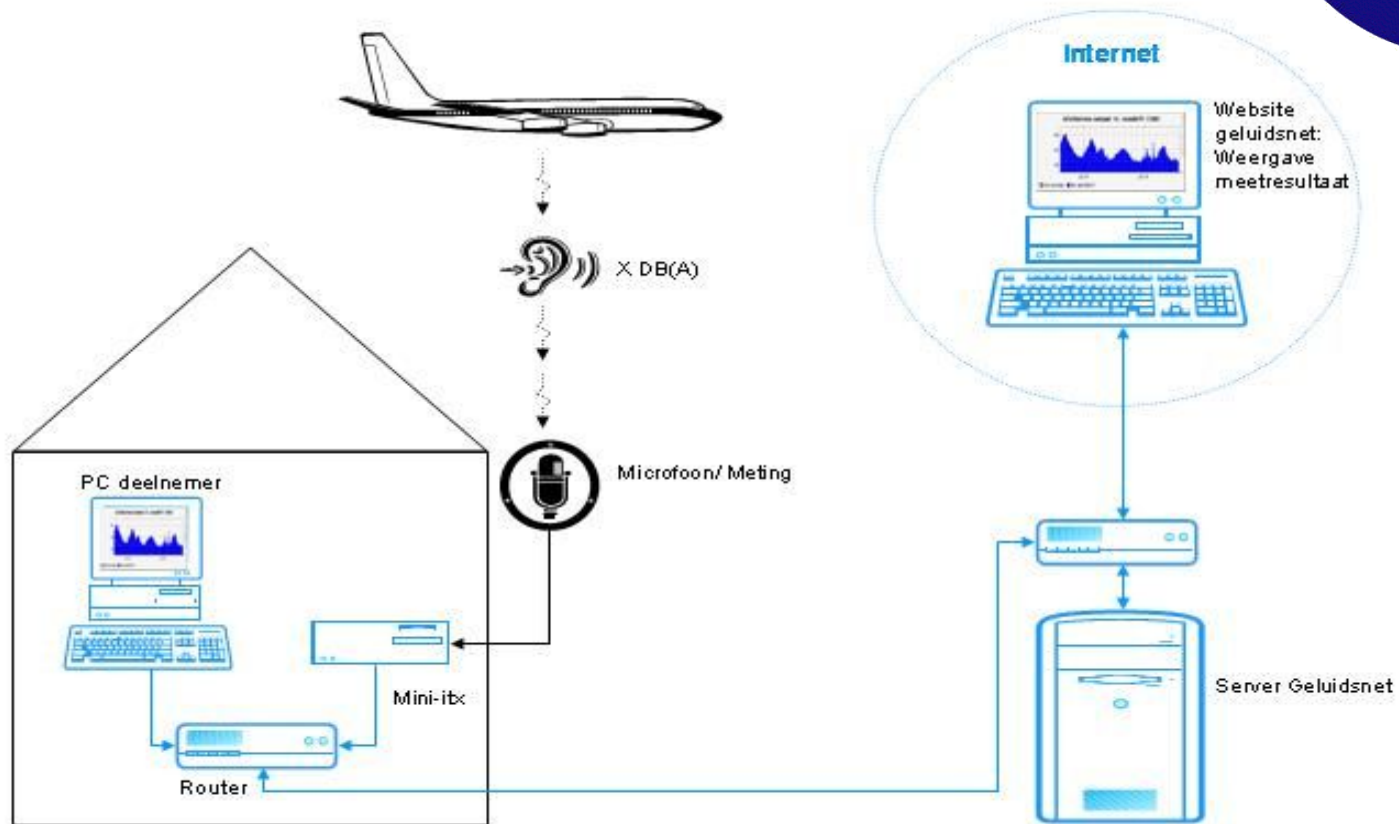 Internet
Website
geluidsnet:
Weergave
meetresultaat
X DB(A)
Microfoon/ Meting
PC deelnemer
Mini-itx
Router
Server Geluidsnet